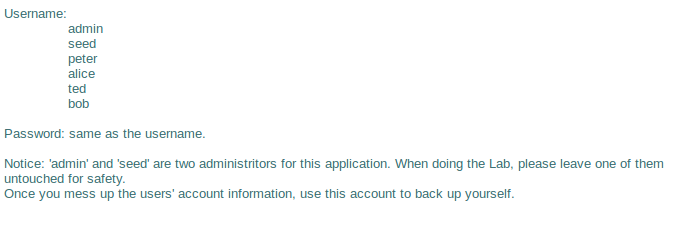 Username:
admin
seed
peter
alice
ted
bob
Password: same as the username.
Notice: 'admin' and 'seed' are two administritors for this application. When doing the Lab, please leave one of them
untouched for safety.
Once you mess up the users' account information, use this account to back up yourself.